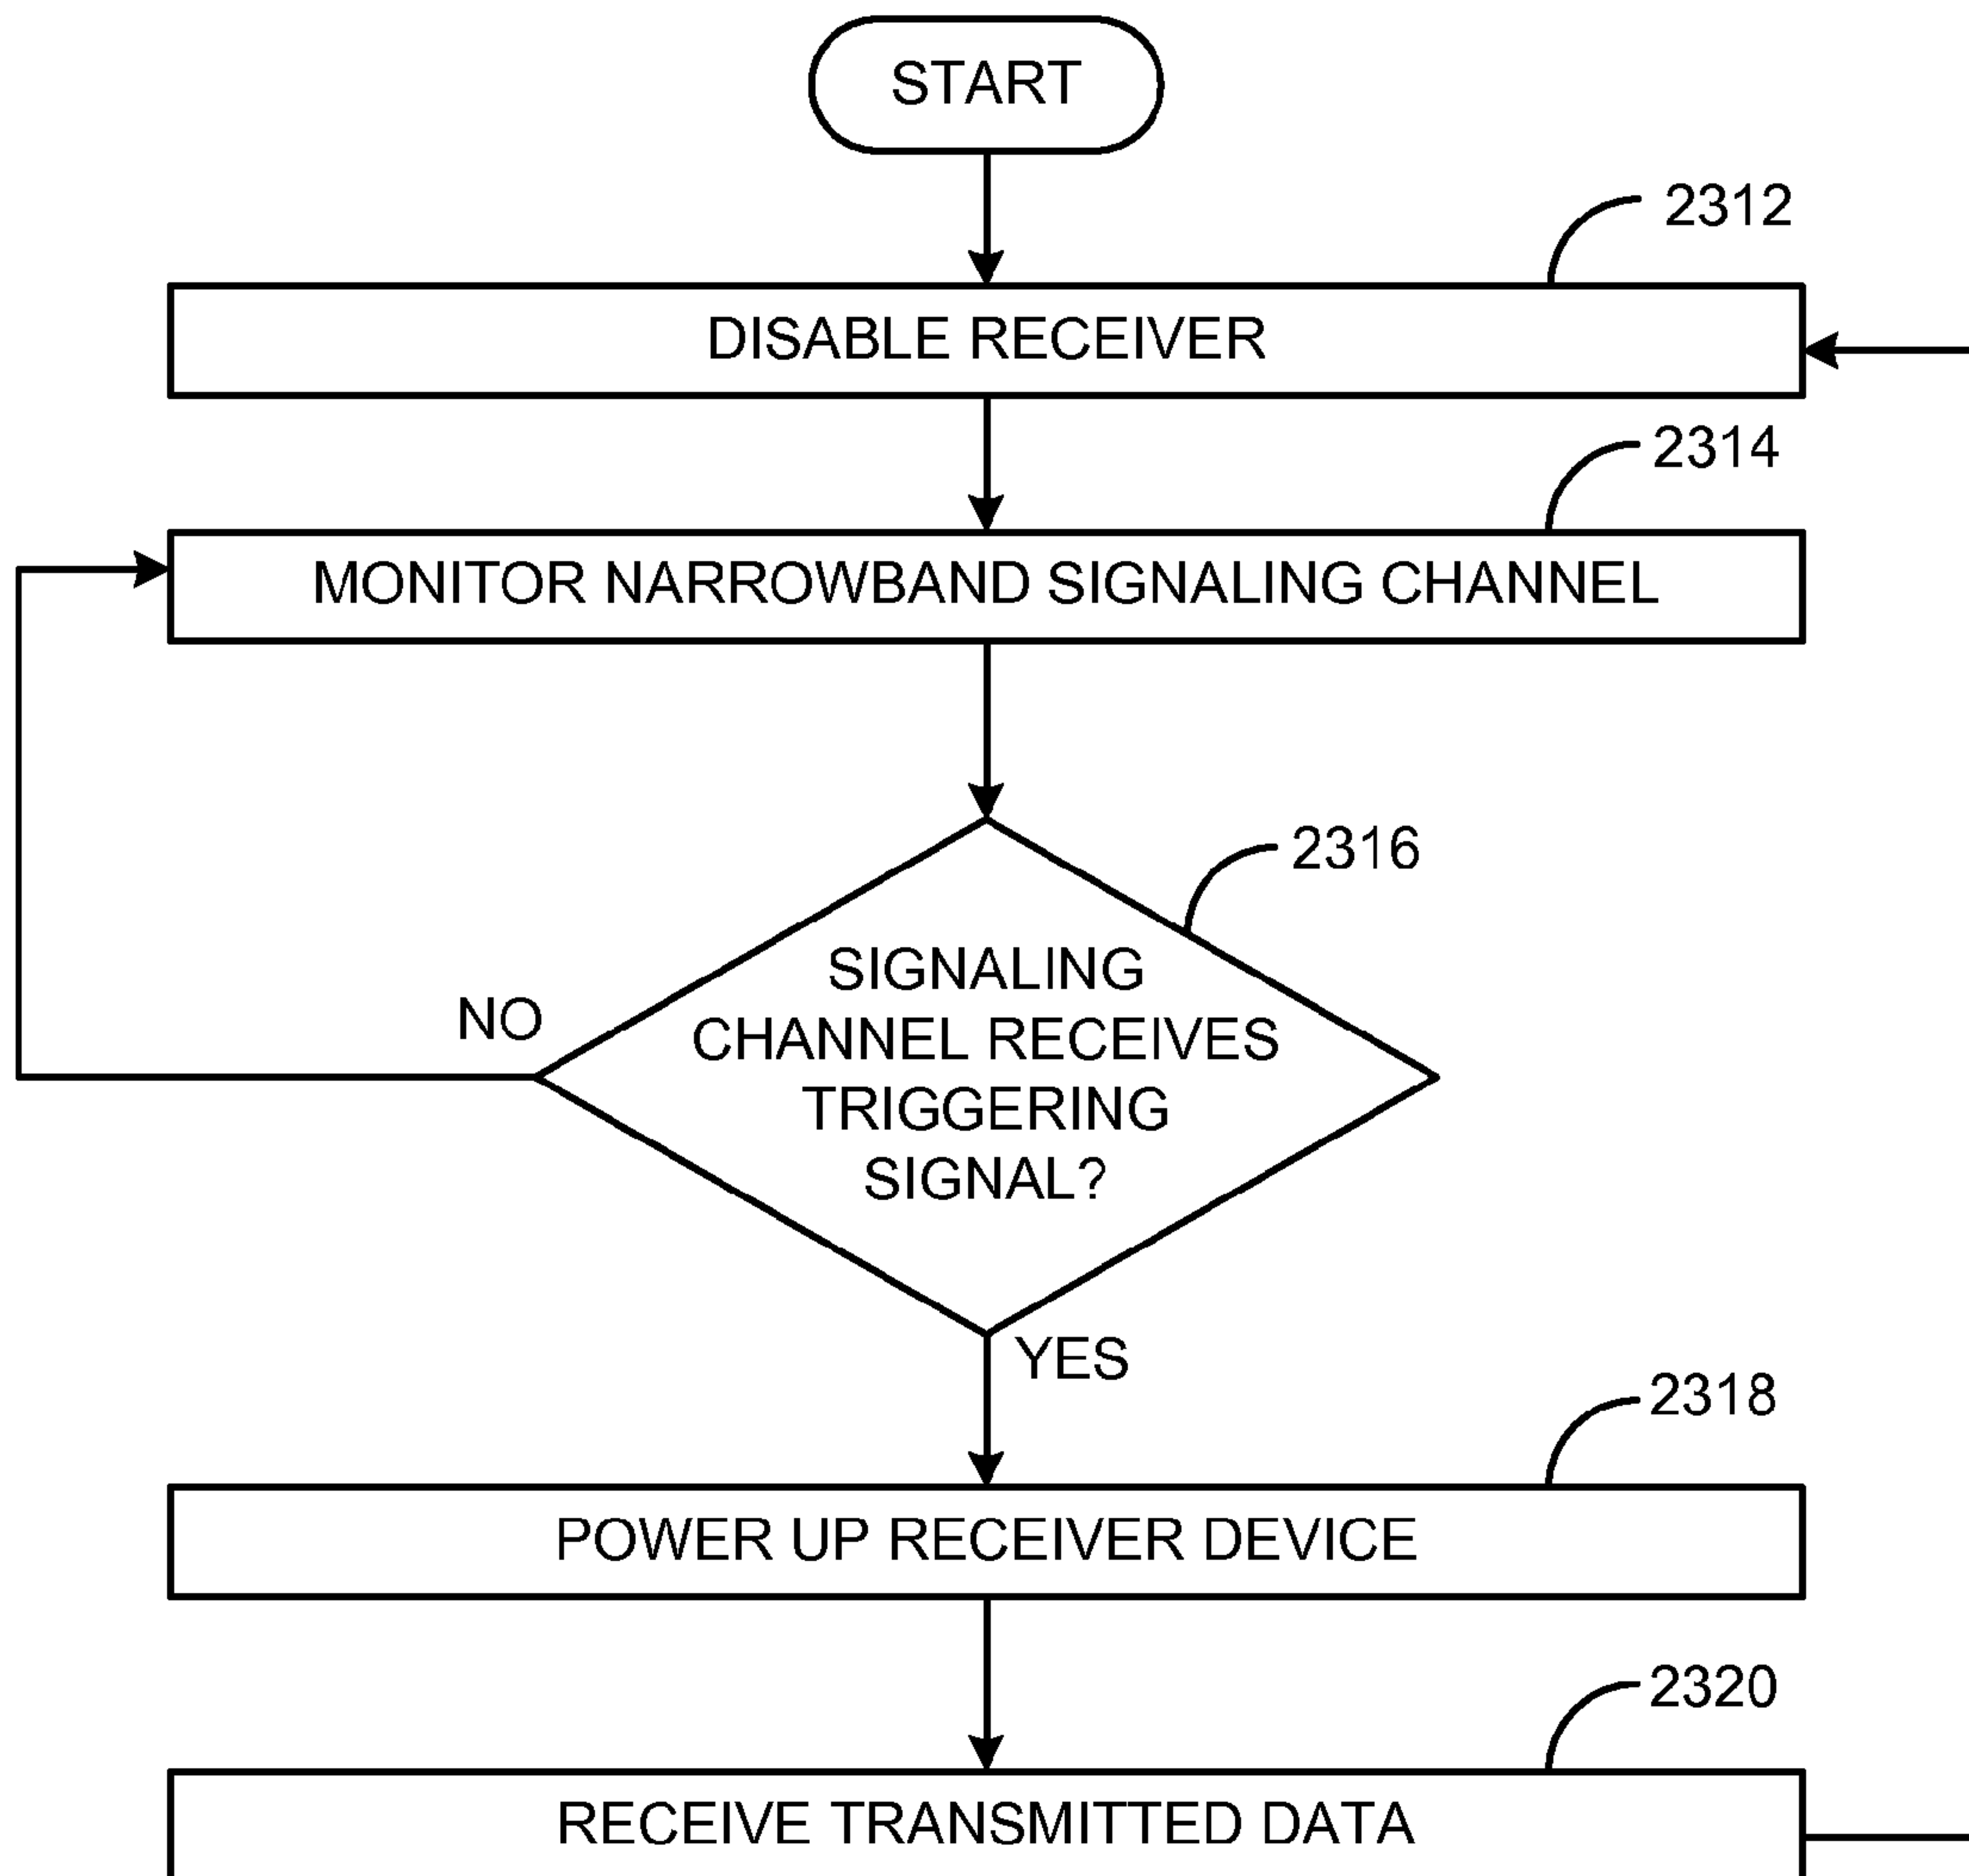 START
2312
DISABLE RECEIVER
2314
MONITOR NARROWBAND SIGNALING CHANNEL
2316
SIGNALING
CHANNEL RECEIVES
TRIGGERING
SIGNAL?
NO
YES
2318
POWER UP RECEIVER DEVICE
2320
RECEIVE TRANSMITTED DATA